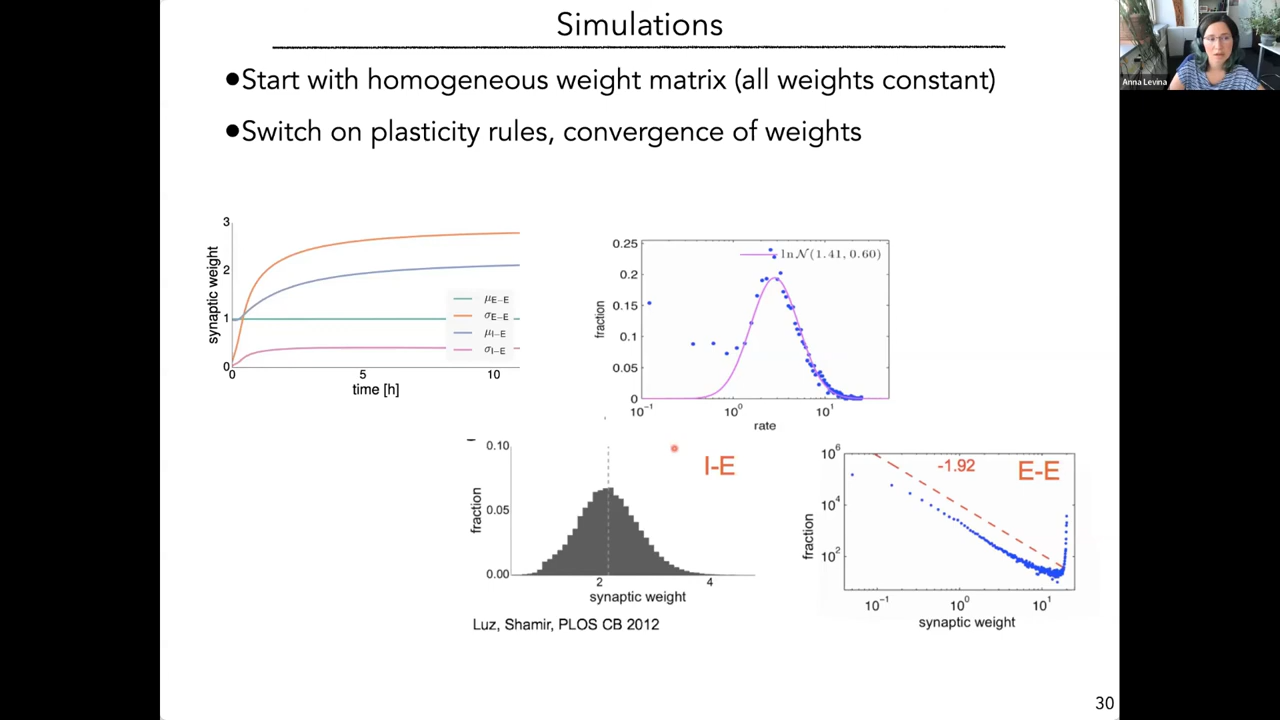 Simulations
Anna Levina
●Start with homogeneous weight matrix (all weights constant)
●Switch on plasticity rules, convergence of weights
3
2
1
0
synaptic weight
μE−E
σE−E
μI−E
σI−E
0
5
10
time [h]
0.25
0.2
0.15
0.1
0.05
0
fraction
ln N(1.41, 0.60)
10⁻¹
10⁰
10¹
rate
0.10
0.05
0.00
fraction
I-E
2
4
synaptic weight
Luz, Shamir, PLOS CB 2012
10⁶
10⁴
10²
fraction
-1.92
E-E
10⁻¹
10⁰
10¹
synaptic weight
30